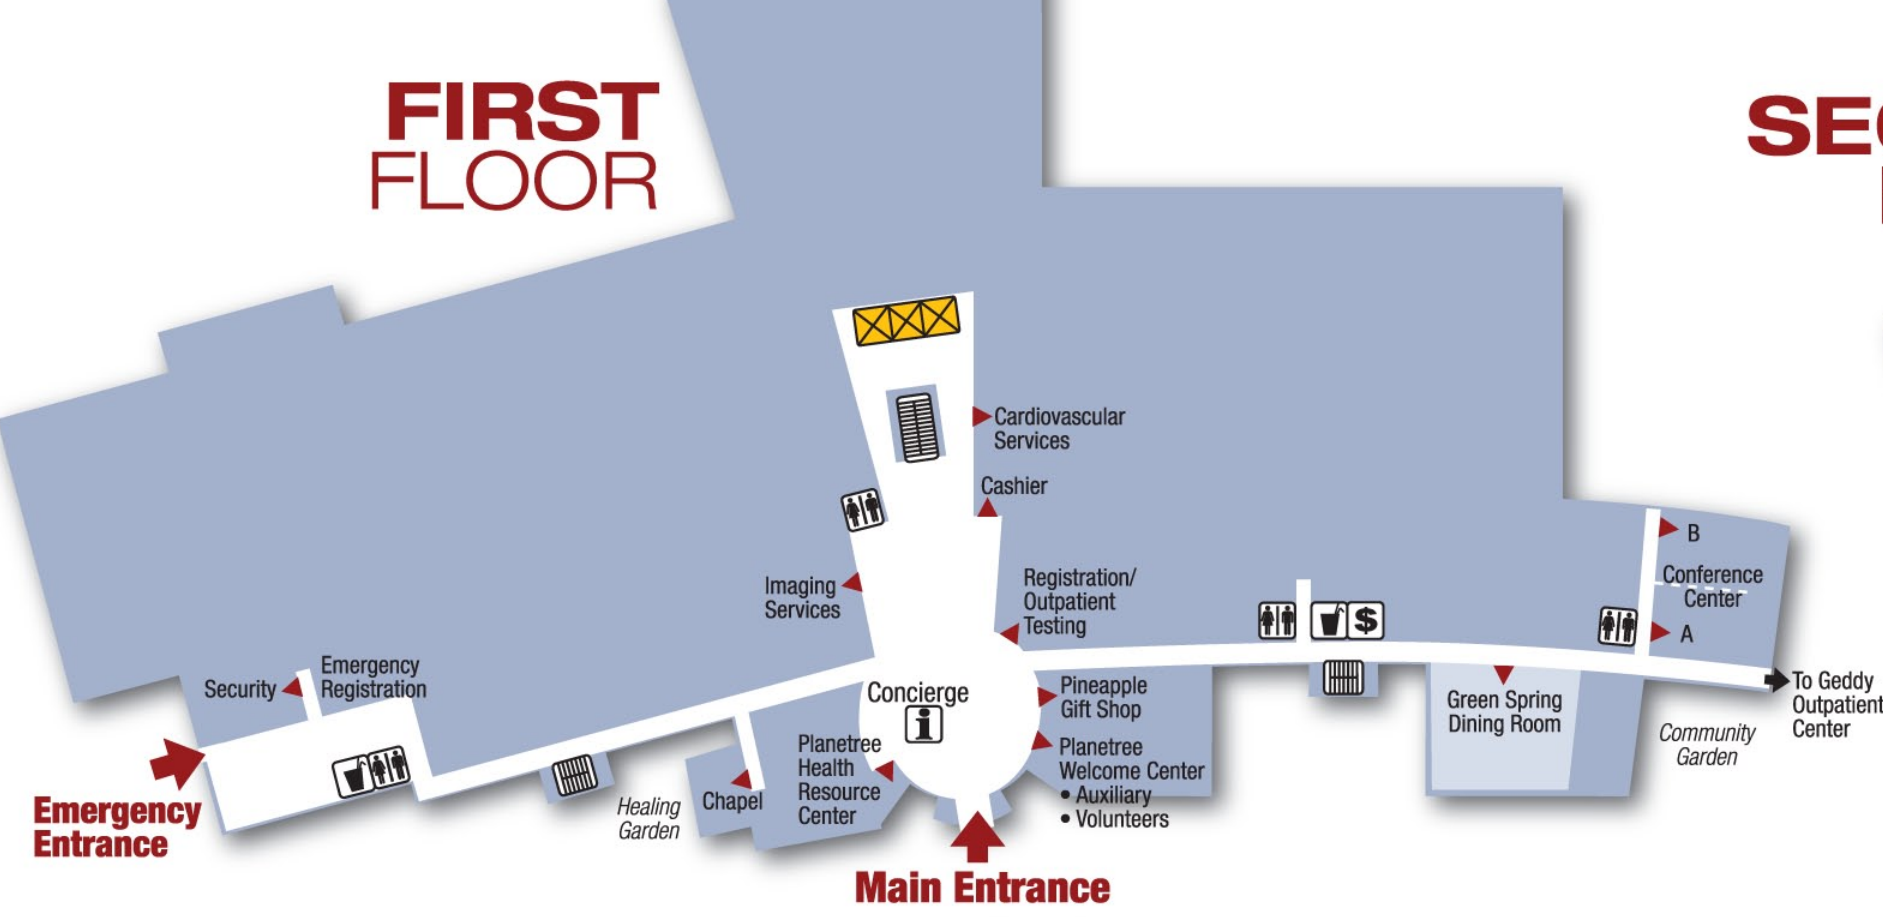 FIRST
FLOOR
SE
Cardiovascular
Services
Cashier
Imaging
Services
Registration/
Outpatient
Testing
$
B
Conference
Center
A
Security
Emergency
Registration
Concierge
i
Pineapple
Gift Shop
Planetree
Welcome Center
• Auxiliary
• Volunteers
Planetree
Health
Resource
Center
Chapel
Healing
Garden
Green Spring
Dining Room
Community
Garden
To Geddy
Outpatient
Center
Emergency
Entrance
Main Entrance